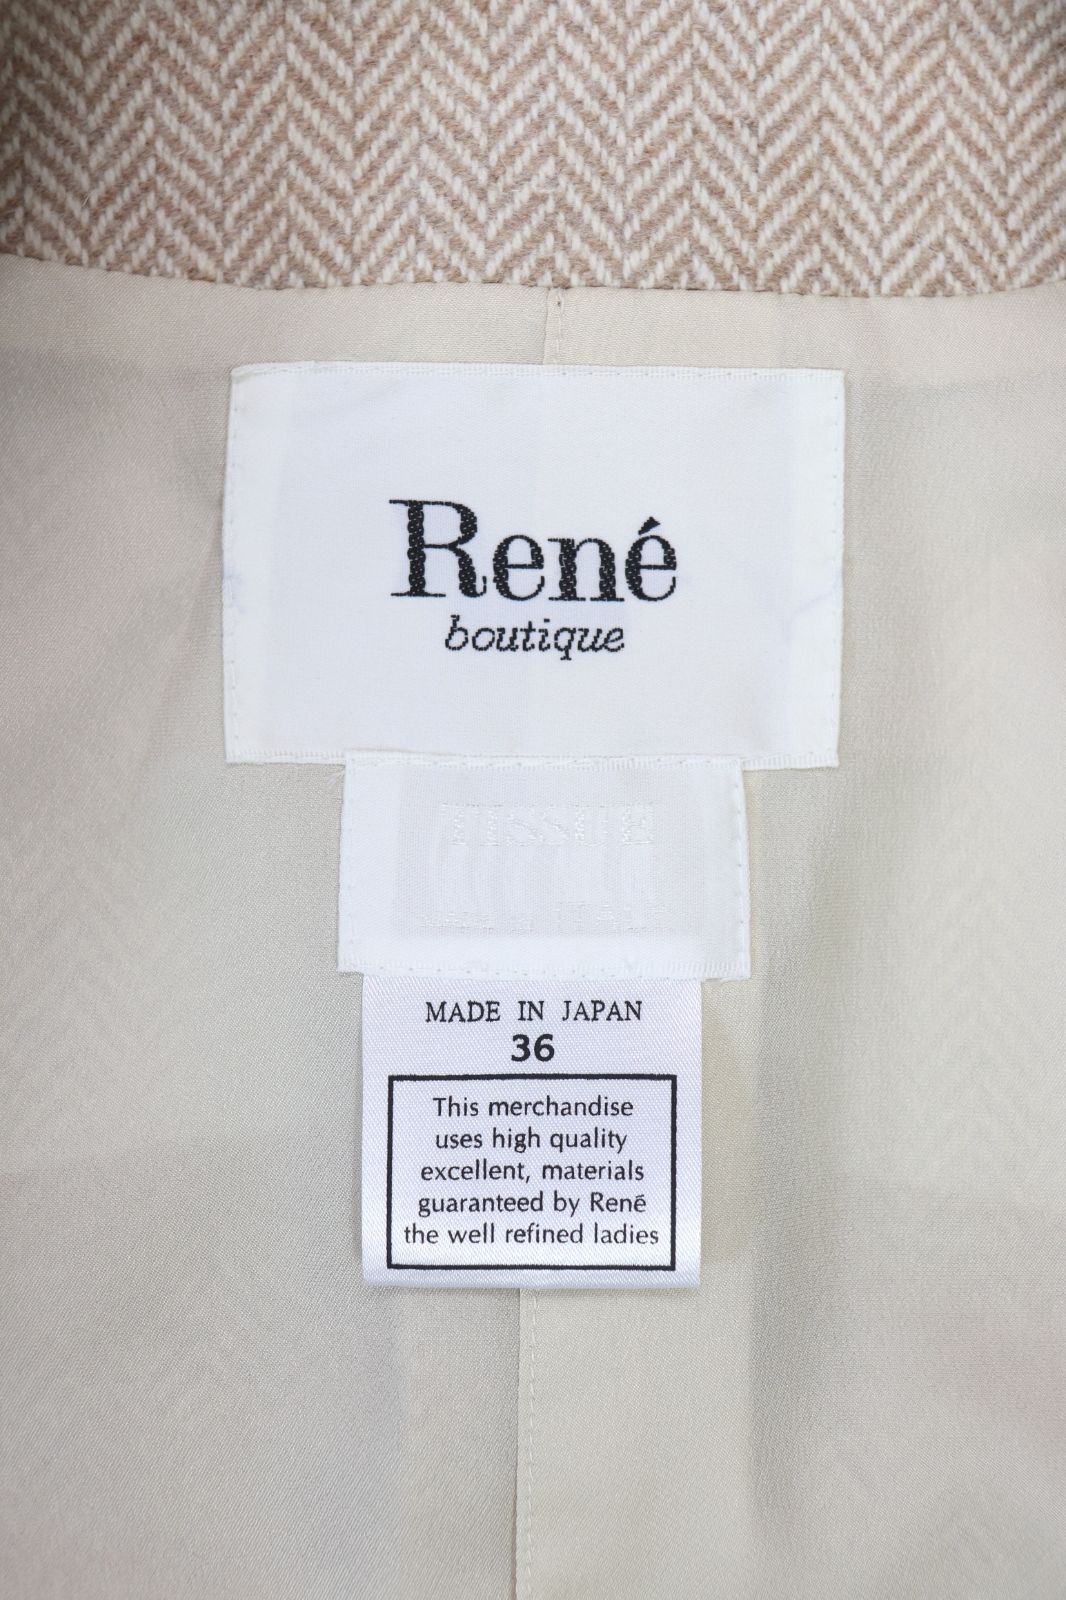 René
boutique
TISSUE
MADE IN JAPAN
36
This merchandise
uses high quality
excellent, materials
guaranteed by René
the well refined ladies